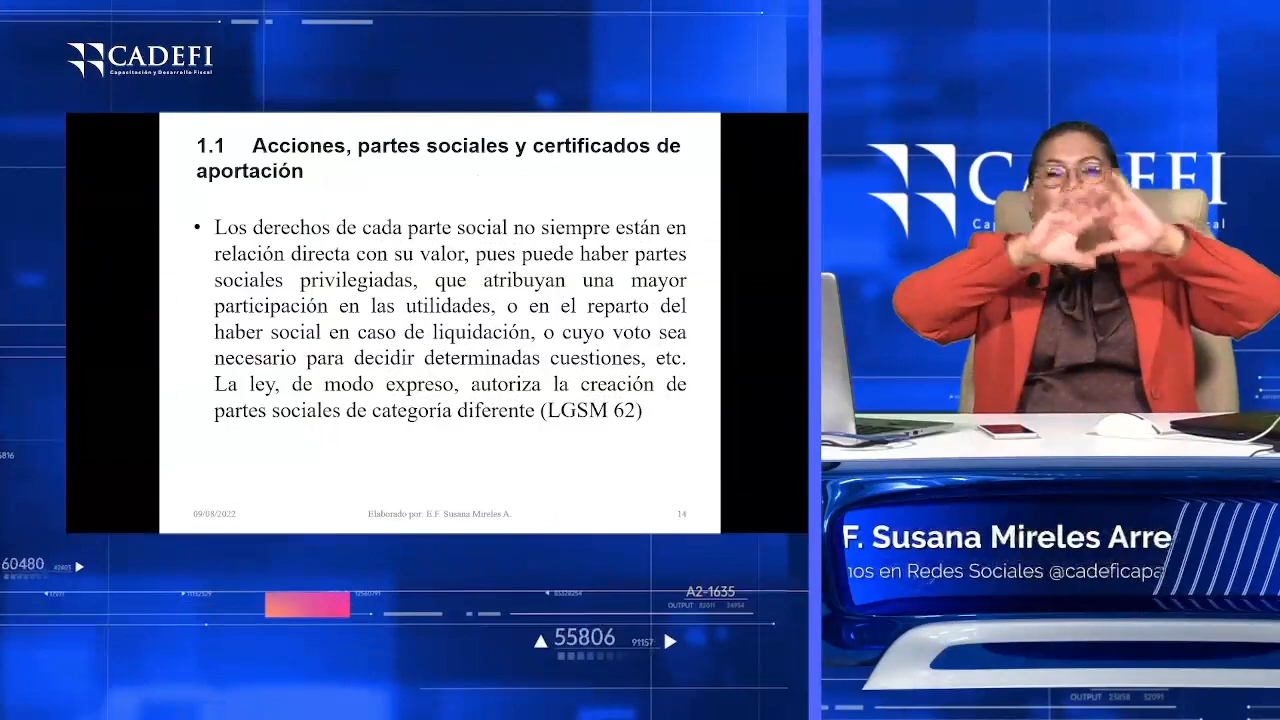 CADEFI
Capacitación y Desarrollo Fiscal
1.1 Acciones, partes sociales y certificados de
aportación
• Los derechos de cada parte social no siempre están en
relación directa con su valor, pues puede haber partes
sociales privilegiadas, que atribuyan una mayor
participación en las utilidades, o en el reparto del
haber social en caso de liquidación, o cuyo voto sea
necesario para decidir determinadas cuestiones, etc.
La ley, de modo expreso, autoriza la creación de
partes sociales de categoría diferente (LGSM 62)
09/08/2022
Elaborado por: E.F. Susana Mireles A.
14
F. Susana Mireles Arre
nos en Redes Sociales @cadeficapa
60480
A2-1635
OUTPUT
55806
91157
OUTPUT 23858 32091